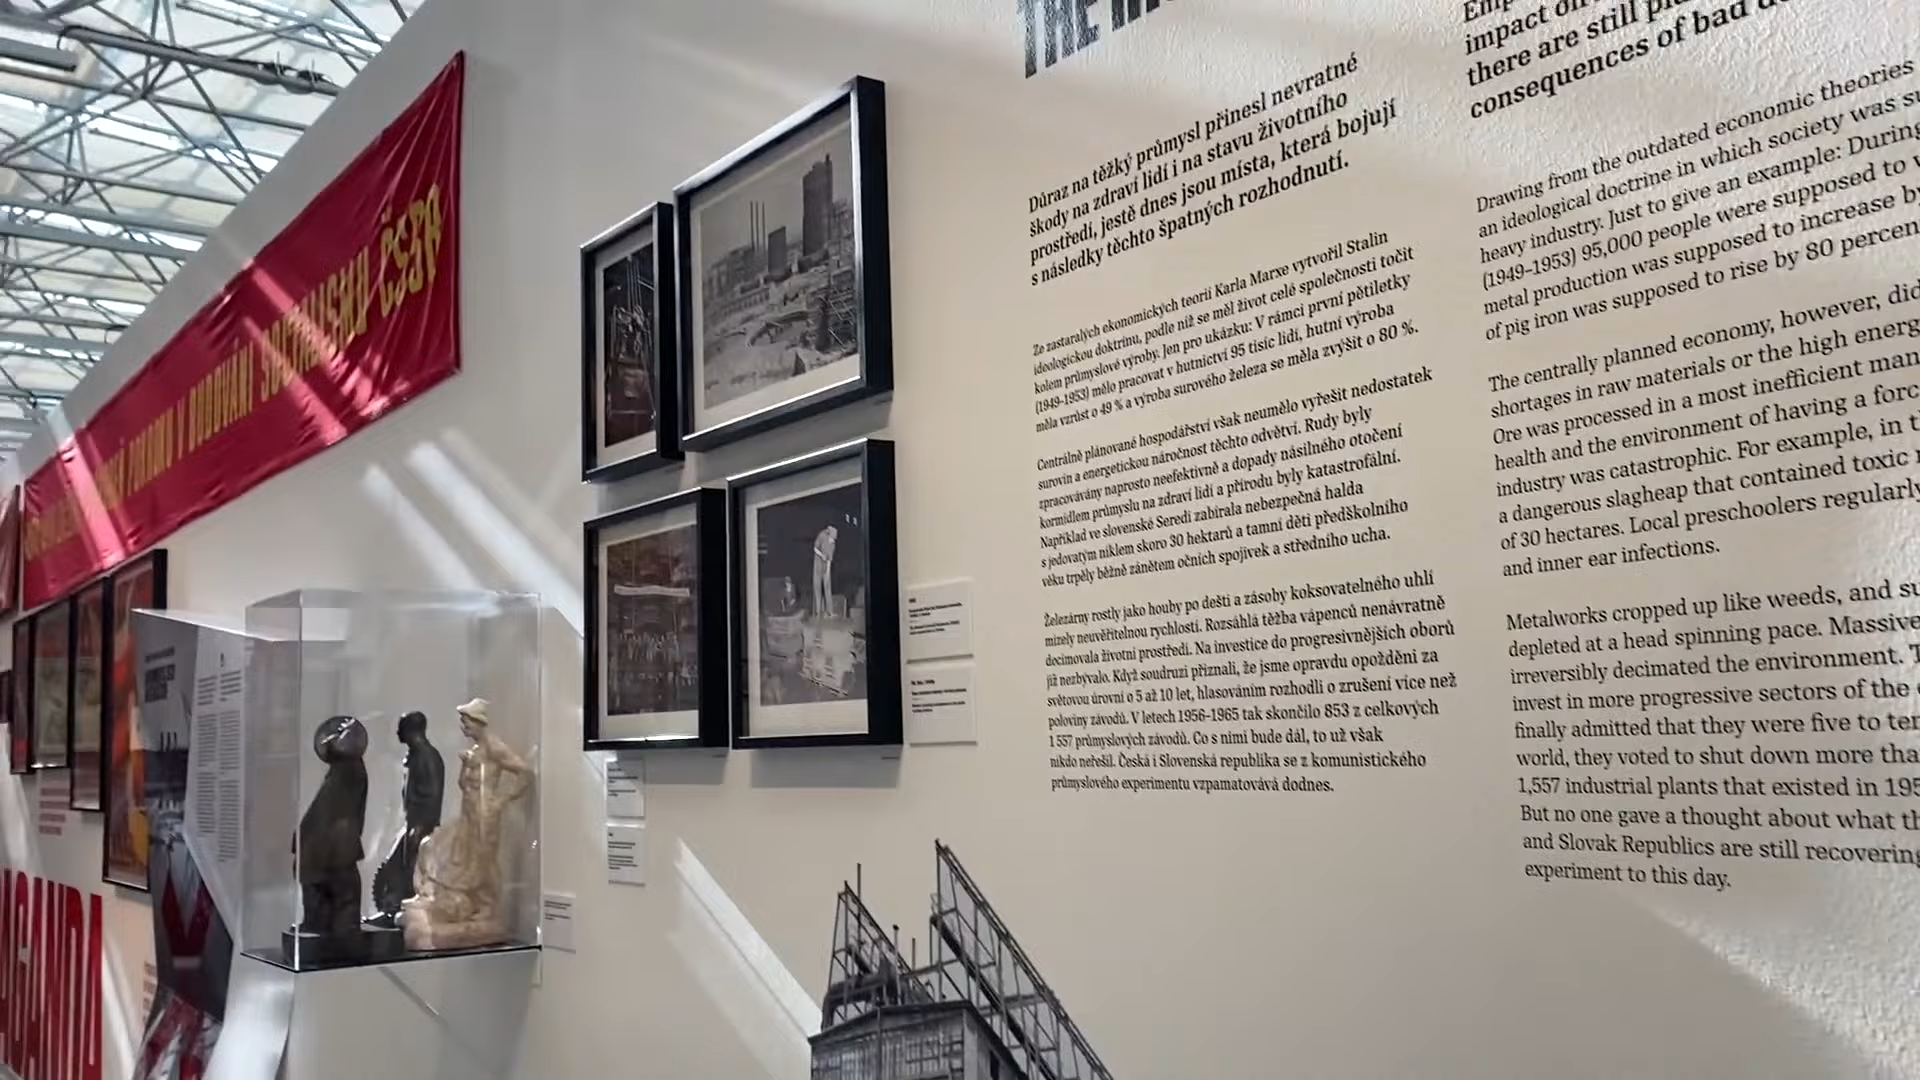 POKROKU V BUDOVÁNÍ SOCIALISMU
ČSSR
AGANDA
THE
Důraz na těžký průmysl přinesl nevratné
škody na zdraví lidí i na stavu životního
prostředí, ještě dnes jsou místa, která bojují
s následky těchto špatných rozhodnutí.
Ze zastaralých ekonomických teorií Karla Marxe vytvořil Stalin
ideologickou doktrínu, podle níž se měl život celé společnosti točit
kolem průmyslové výroby. Jen pro ukázku: V rámci první pětiletky
(1949–1953) mělo pracovat v hutnictví 95 tisíc lidí, hutní výroba
měla vzrůst o 49 % a výroba surového železa se měla zvýšit o 80 %.
Centrálně plánované hospodářství však neumělo vyřešit nedostatek
surovin a energetickou náročnost těchto odvětví. Rudy byly
zpracovávány naprosto neefektivně a dopady násilného otočení
kormidlem průmyslu na zdraví lidí a přírodu byly katastrofální.
Například ve slovenské Seredi zabírala nebezpečná halda
s jedovatým niklem skoro 30 hektarů a tamní děti předškolního
věku trpěly běžně zánětem očních spojivek a středního ucha.
Železárny rostly jako houby po dešti a zásoby koksovatelného uhlí
mizely neuvěřitelnou rychlostí. Rozsáhlá těžba vápenců nenávratně
decimovala životní prostředí. Na investice do progresivnějších oborů
již nezbývalo. Když soudruzi přiznali, že jsme opravdu opožděni za
světovou úrovní o 5 až 10 let, hlasováním rozhodli o zrušení více než
poloviny závodů. V letech 1956–1965 tak skončilo 853 z celkových
1 557 průmyslových závodů. Co s nimi bude dál, to už však
nikdo neřešil. Česká i Slovenská republika se z komunistického
průmyslového experimentu vzpamatovává dodnes.
impact on
there are still
consequences of bad
Drawing from the outdated economic theories
an ideological doctrine in which society was
heavy industry. Just to give an example: During
(1949–1953) 95,000 people were supposed to
metal production was supposed to increase by
of pig iron was supposed to rise by 80 percen
The centrally planned economy, however, did
shortages in raw materials or the high energ
Ore was processed in a most inefficient man
health and the environment of having a forc
industry was catastrophic. For example, in
a dangerous slagheap that contained toxic
of 30 hectares. Local preschoolers regularly
and inner ear infections.
Metalworks cropped up like weeds, and su
depleted at a head spinning pace. Massive
irreversibly decimated the environment.
invest in more progressive sectors of the
finally admitted that they were five to ten
world, they voted to shut down more tha
1,557 industrial plants that existed in 195
But no one gave a thought about what th
and Slovak Republics are still recovering
experiment to this day.